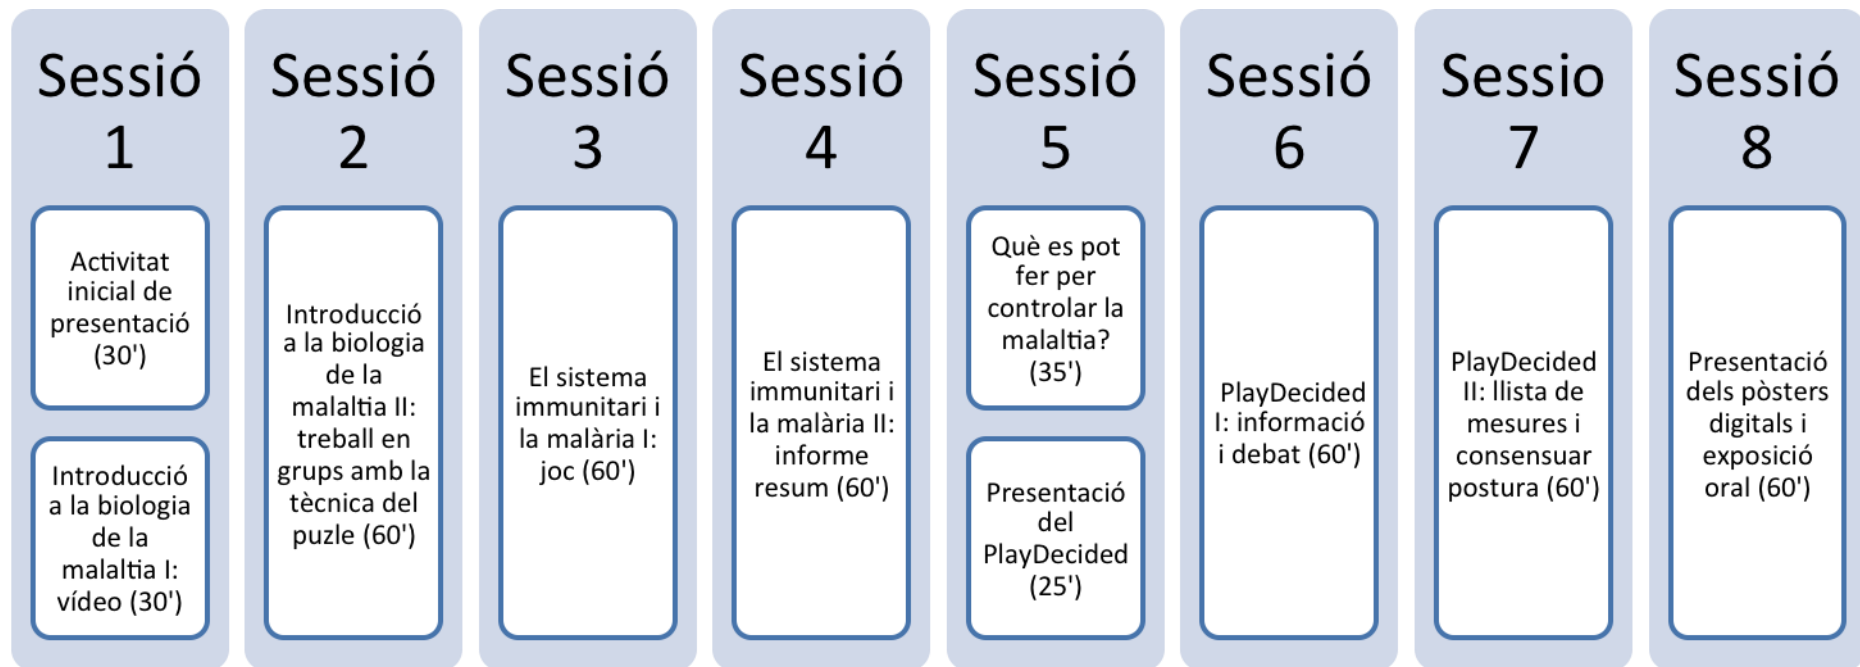 Sessió
1
Activitat
inicial de
presentació
(30')
Introducció
a la biologia
de la
malaltia I:
vídeo (30')
Sessió
2
Introducció
a la biologia
de la
malaltia II:
treball en
grups amb la
tècnica del
puzle (60')
Sessió
3
El sistema
immunitari i
la malària I:
joc (60')
Sessió
4
El sistema
immunitari i
la malària II:
informe
resum (60')
Sessió
5
Què es pot
fer per
controlar la
malaltia?
(35')
Presentació
del
PlayDecided
(25')
Sessió
6
PlayDecided
I: informació
i debat (60')
Sessio
7
PlayDecided
II: llista de
mesures i
consensuar
postura (60')
Sessió
8
Presentació
dels pòsters
digitals i
exposició
oral (60')